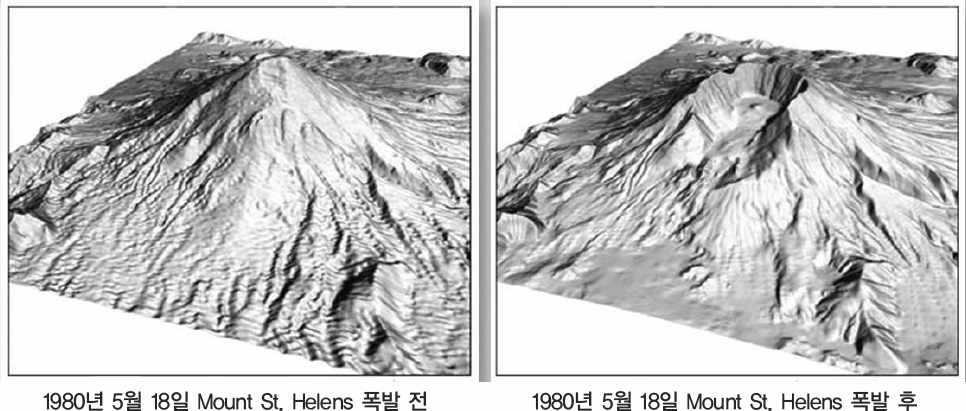 1980년 5월 18일 Mount St. Helens 폭발 전
1980년 5월 18일 Mount St. Helens 폭발 후